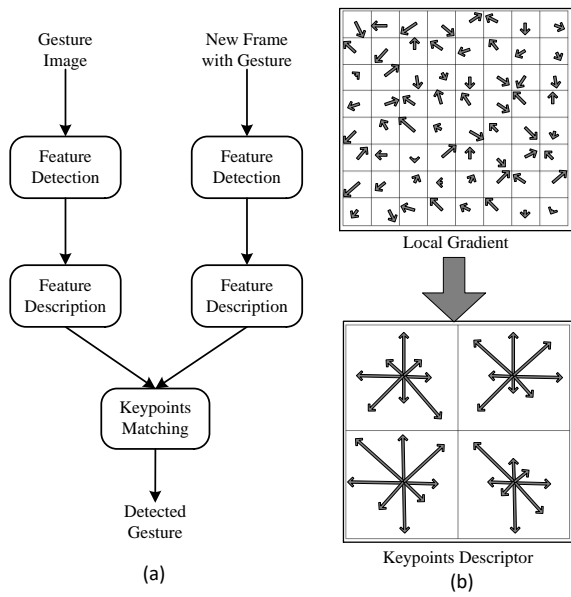 Gesture
Image
New Frame
with Gesture
Feature
Detection
Feature
Detection
Feature
Description
Feature
Description
Keypoints
Matching
Detected
Gesture
(a)
Local Gradient
Keypoints Descriptor
(b)